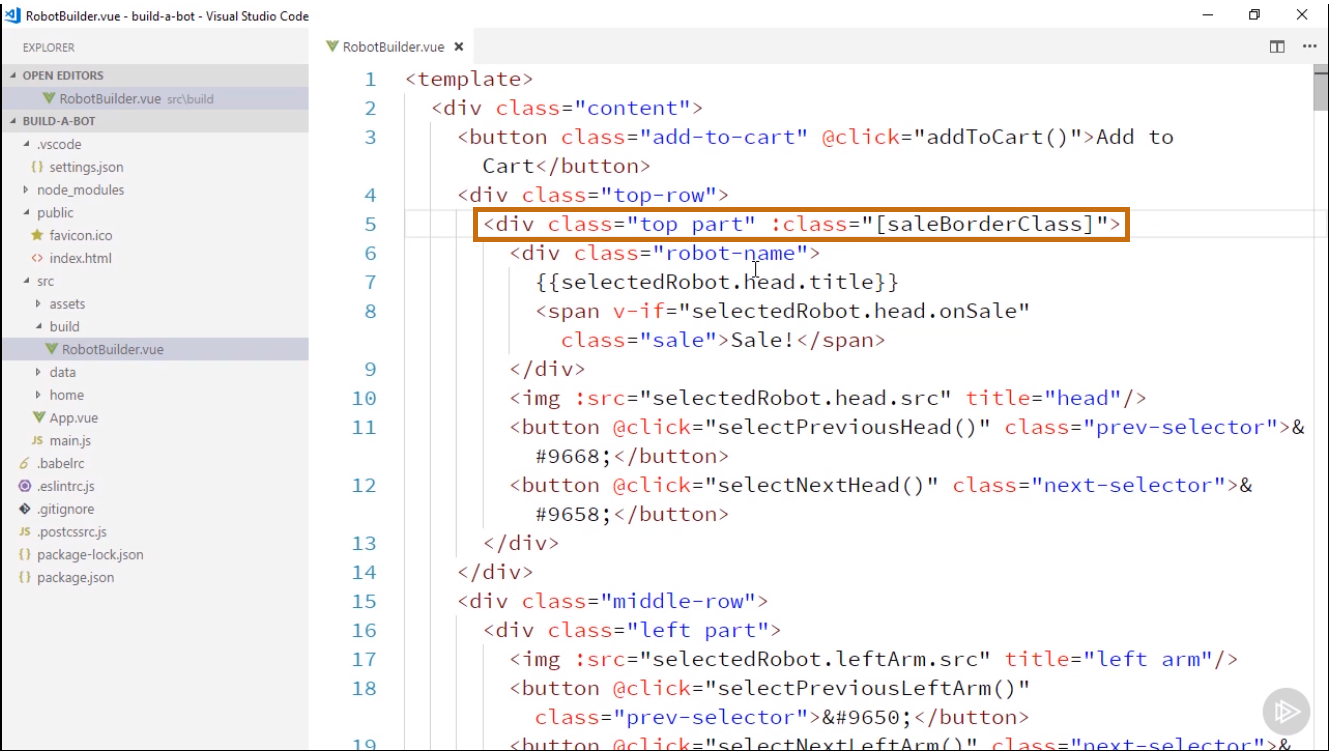 RobotBuilder.vue - build-a-bot - Visual Studio Code
EXPLORER
OPEN EDITORS
RobotBuilder.vue src\build
BUILD-A-BOT
.vscode
{} settings.json
node_modules
public
favicon.ico
<> index.html
src
assets
build
RobotBuilder.vue
data
home
App.vue
JS main.js
.babelrc
.eslintrc.js
.gitignore
JS .postcssrc.js
{} package-lock.json
{} package.json
RobotBuilder.vue
1 <template>
2 <div class="content">
3 <button class="add-to-cart" @click="addToCart()">Add to
Cart</button>
4 <div class="top-row">
5 <div class="top part" :class="[saleBorderClass]">
6 <div class="robot-name">
7 {{selectedRobot.head.title}}
8 <span v-if="selectedRobot.head.onSale"
class="sale">Sale!</span>
9 </div>
10 <img :src="selectedRobot.head.src" title="head"/>
11 <button @click="selectPreviousHead()" class="prev-selector">&
#9668;</button>
12 <button @click="selectNextHead()" class="next-selector">&
#9658;</button>
13 </div>
14 </div>
15 <div class="middle-row">
16 <div class="left part">
17 <img :src="selectedRobot.leftArm.src" title="left arm"/>
18 <button @click="selectPreviousLeftArm()"
class="prev-selector">&#9650;</button>
19 <button @click="selectNextLeftArm()" class="next-selector">&